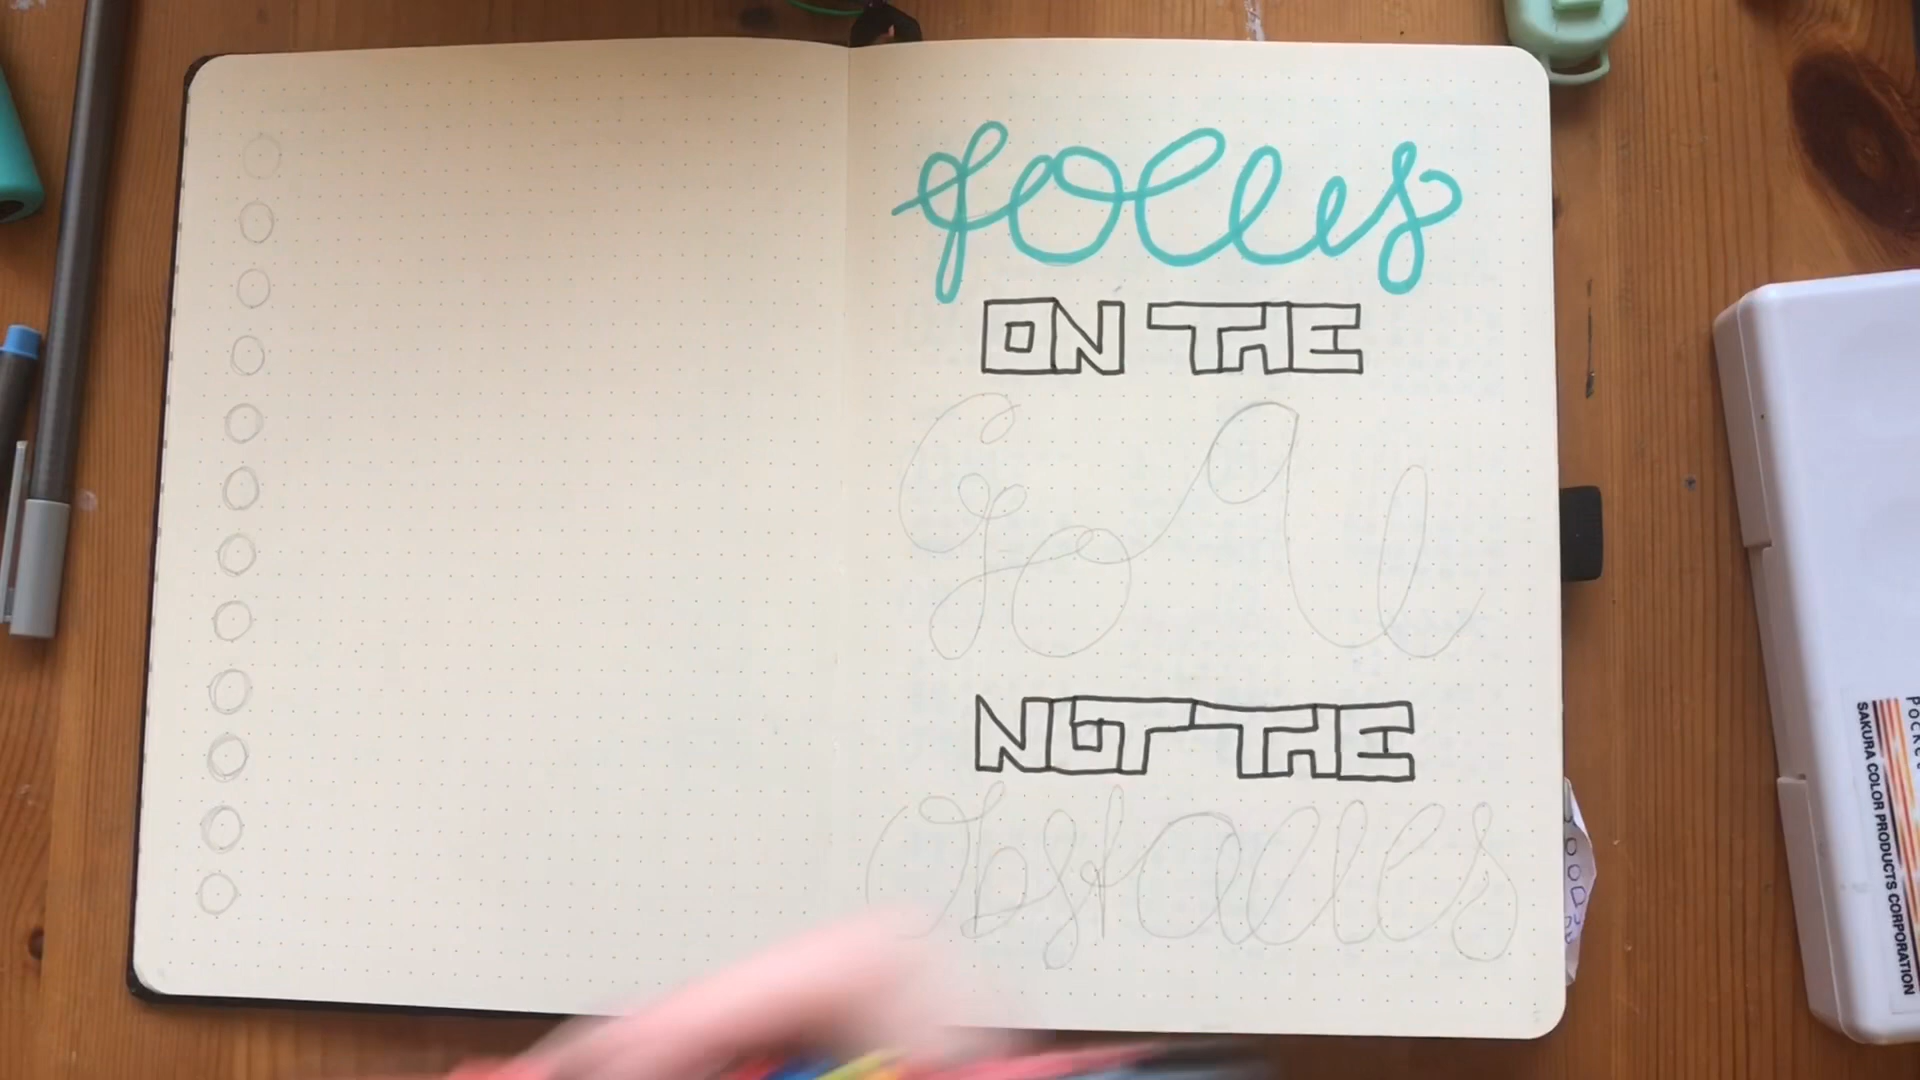 focus
ON THE
Goal
NOT THE
Obstacles
SAKURA COLOR PRODUCTS CORPORATION